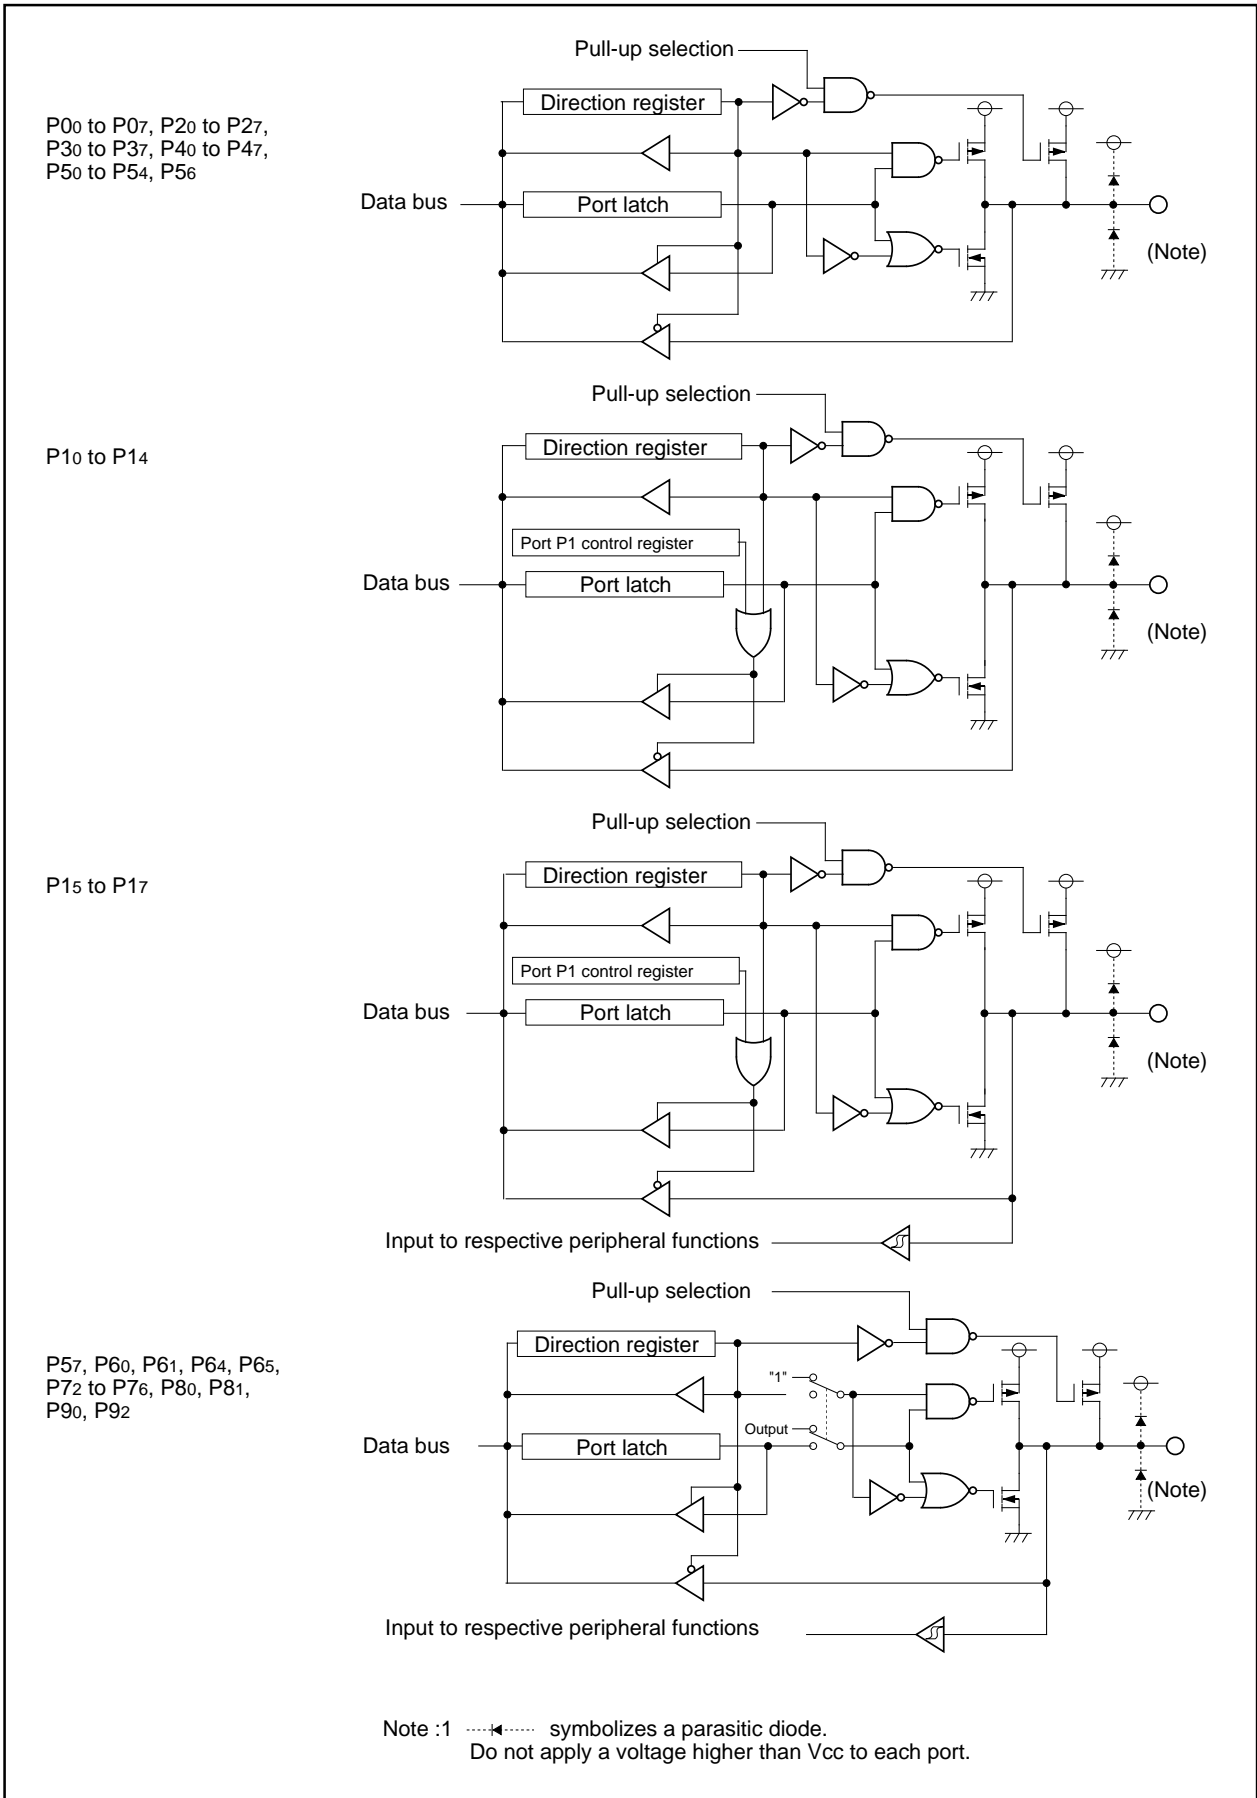 Pull-up selection
Direction register
P00 to P07, P20 to P27,
P30 to P37, P40 to P47,
P50 to P54, P56
Data bus
Port latch
(Note)
Pull-up selection
Direction register
P10 to P14
Port P1 control register
Data bus
Port latch
(Note)
Pull-up selection
Direction register
P15 to P17
Port P1 control register
Data bus
Port latch
(Note)
Input to respective peripheral functions
Pull-up selection
Direction register
P57, P60, P61, P64, P65,
P72 to P76, P80, P81,
P90, P92
"1"
Output
Data bus
Port latch
(Note)
Input to respective peripheral functions
Note :1 symbolizes a parasitic diode.
Do not apply a voltage higher than Vcc to each port.